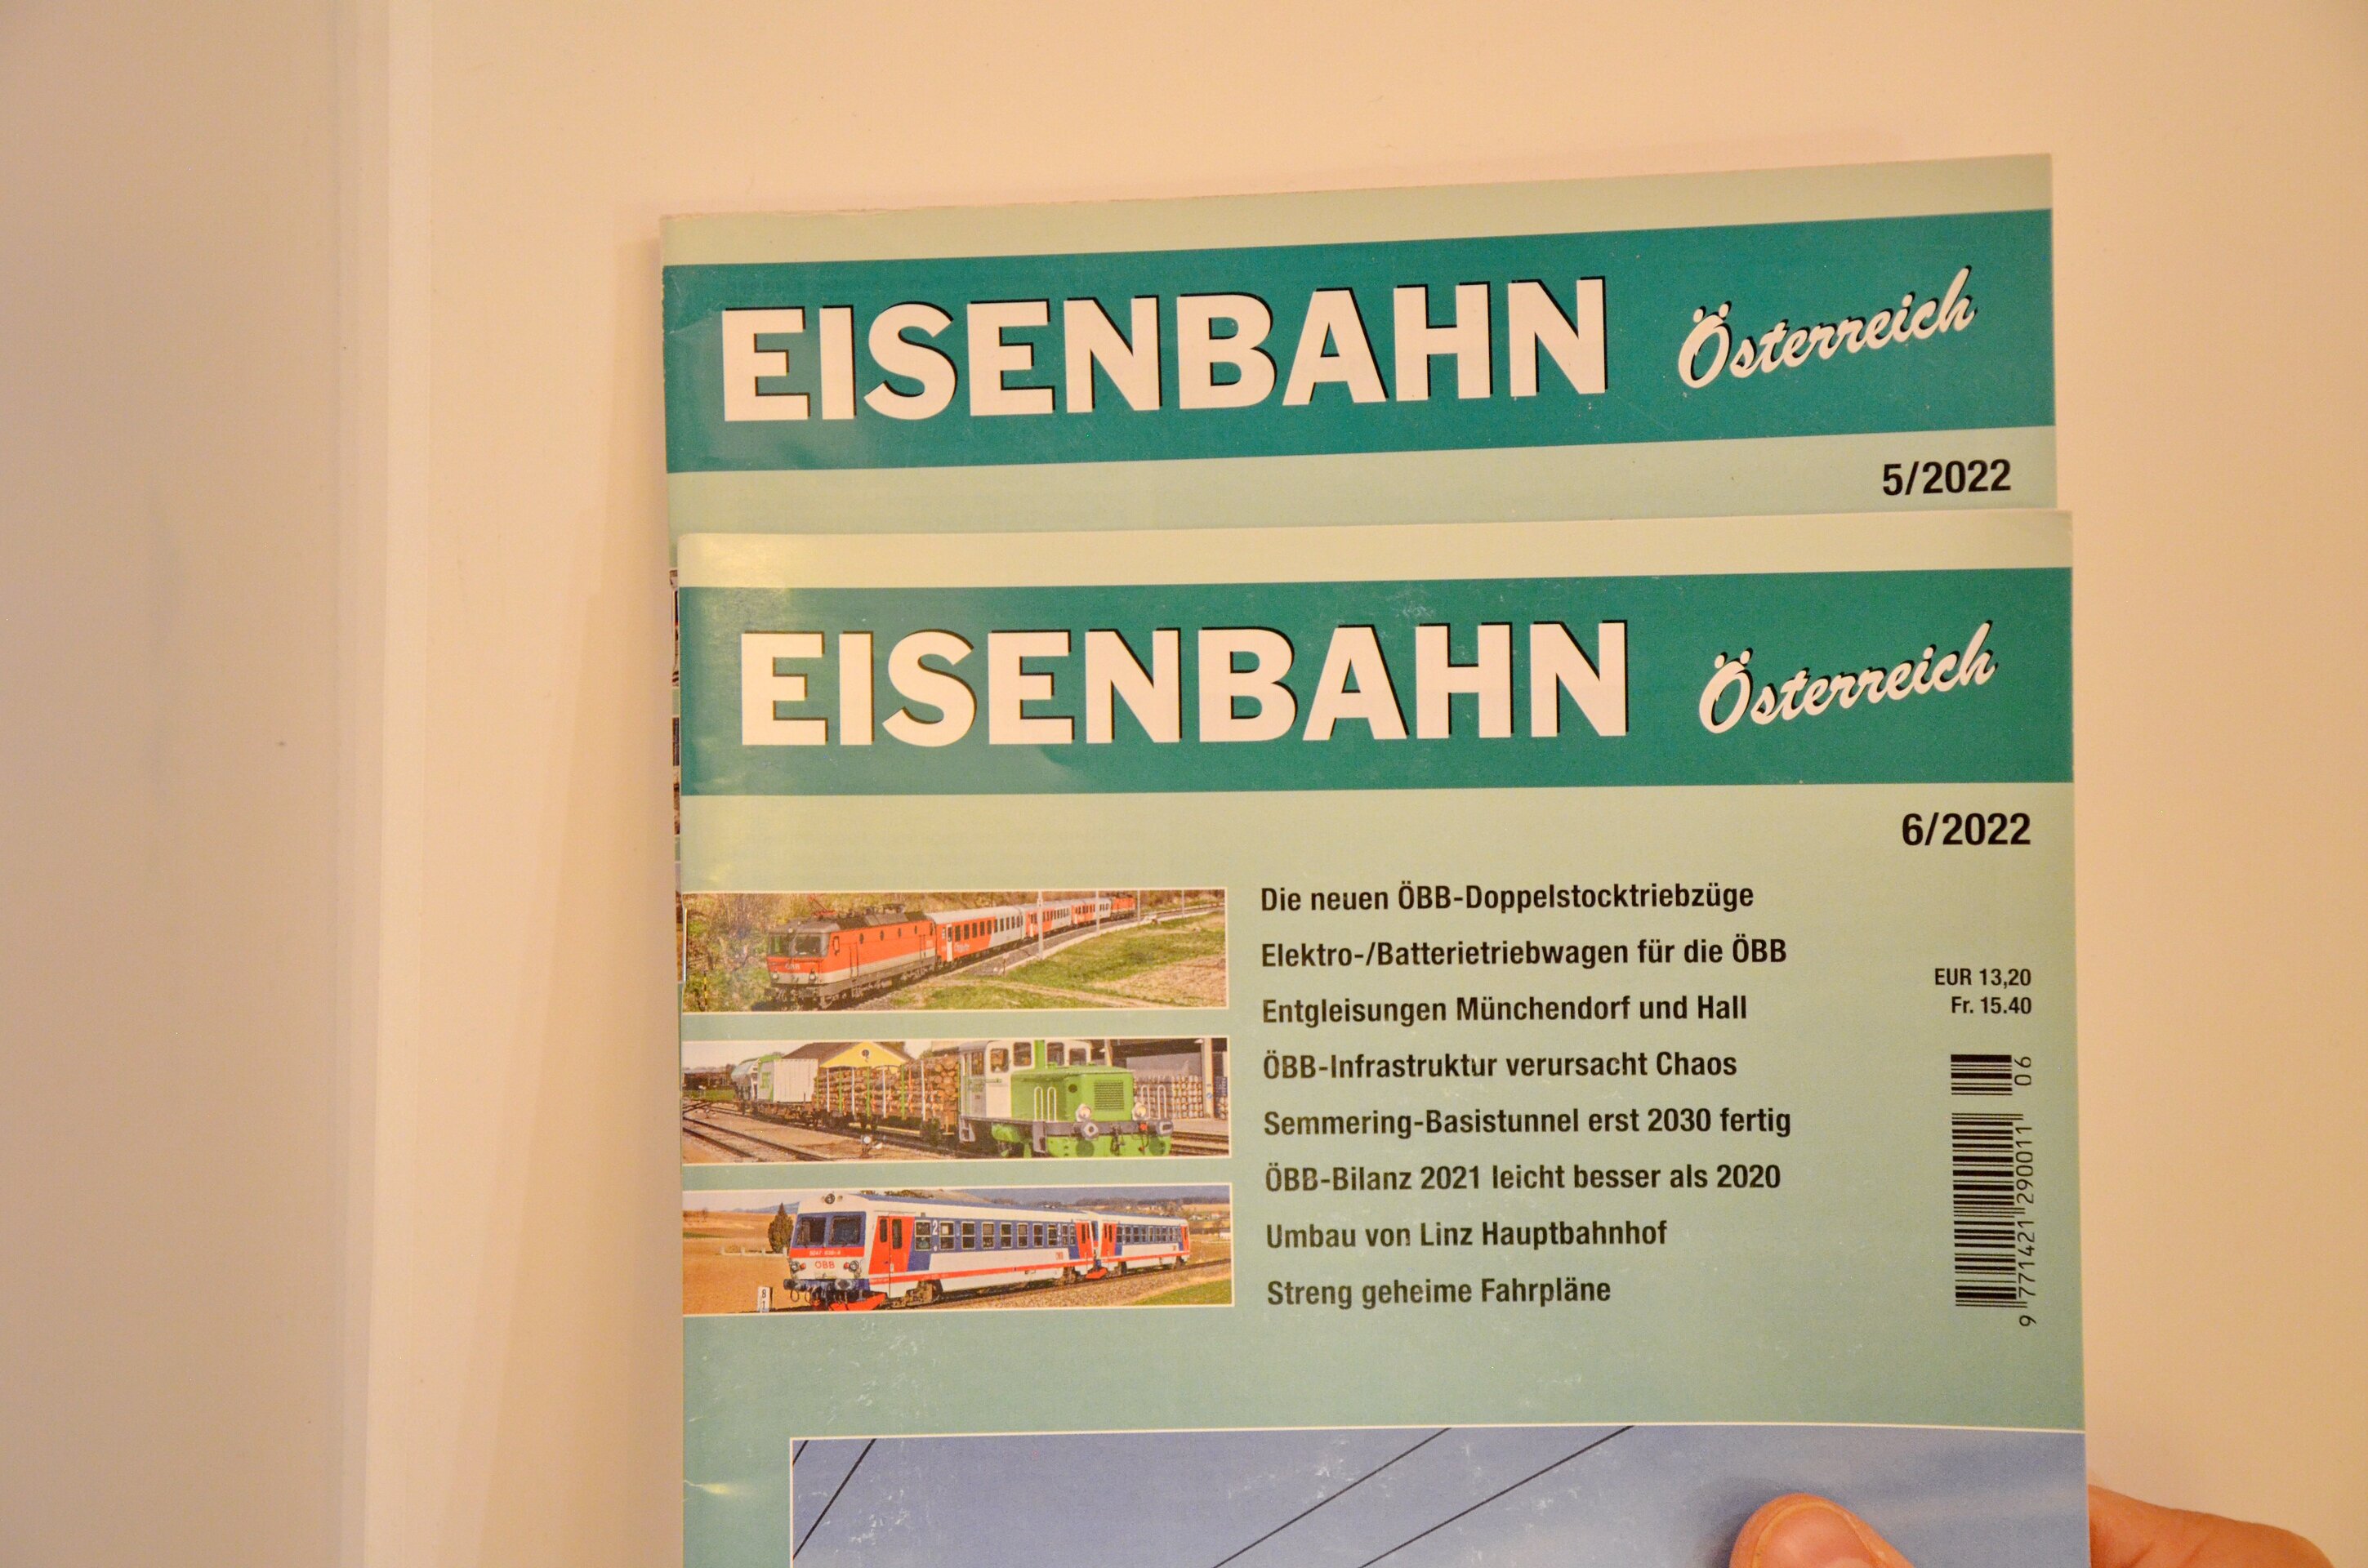 EISENBAHN Österreich
5/2022
EISENBAHN Österreich
6/2022
Die neuen ÖBB-Doppelstocktriebzüge
Elektro-/Batterietriebwagen für die ÖBB
Entgleisungen Münchendorf und Hall
ÖBB-Infrastruktur verursacht Chaos
Semmering-Basistunnel erst 2030 fertig
ÖBB-Bilanz 2021 leicht besser als 2020
Umbau von Linz Hauptbahnhof
Streng geheime Fahrpläne
EUR 13,20
Fr. 15.40
06
9 771421 290011
ÖBB
2